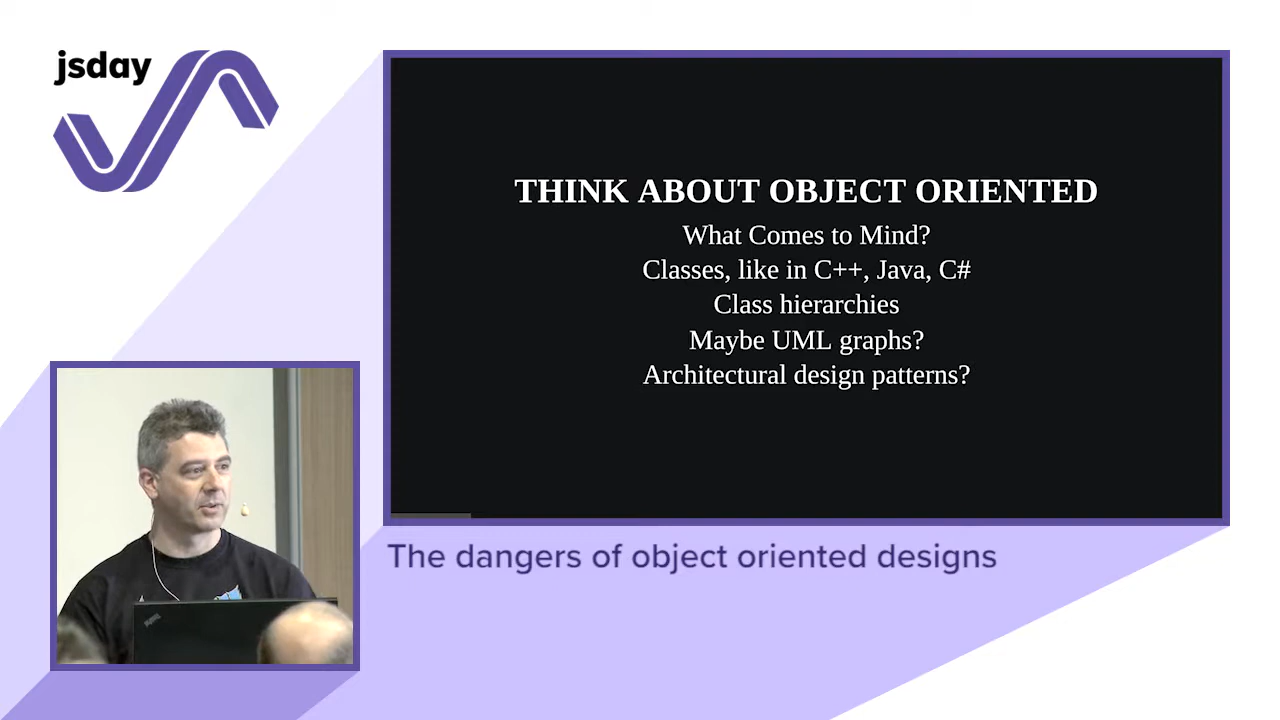 jsday
THINK ABOUT OBJECT ORIENTED
What Comes to Mind?
Classes, like in C++, Java, C#
Class hierarchies
Maybe UML graphs?
Architectural design patterns?
The dangers of object oriented designs